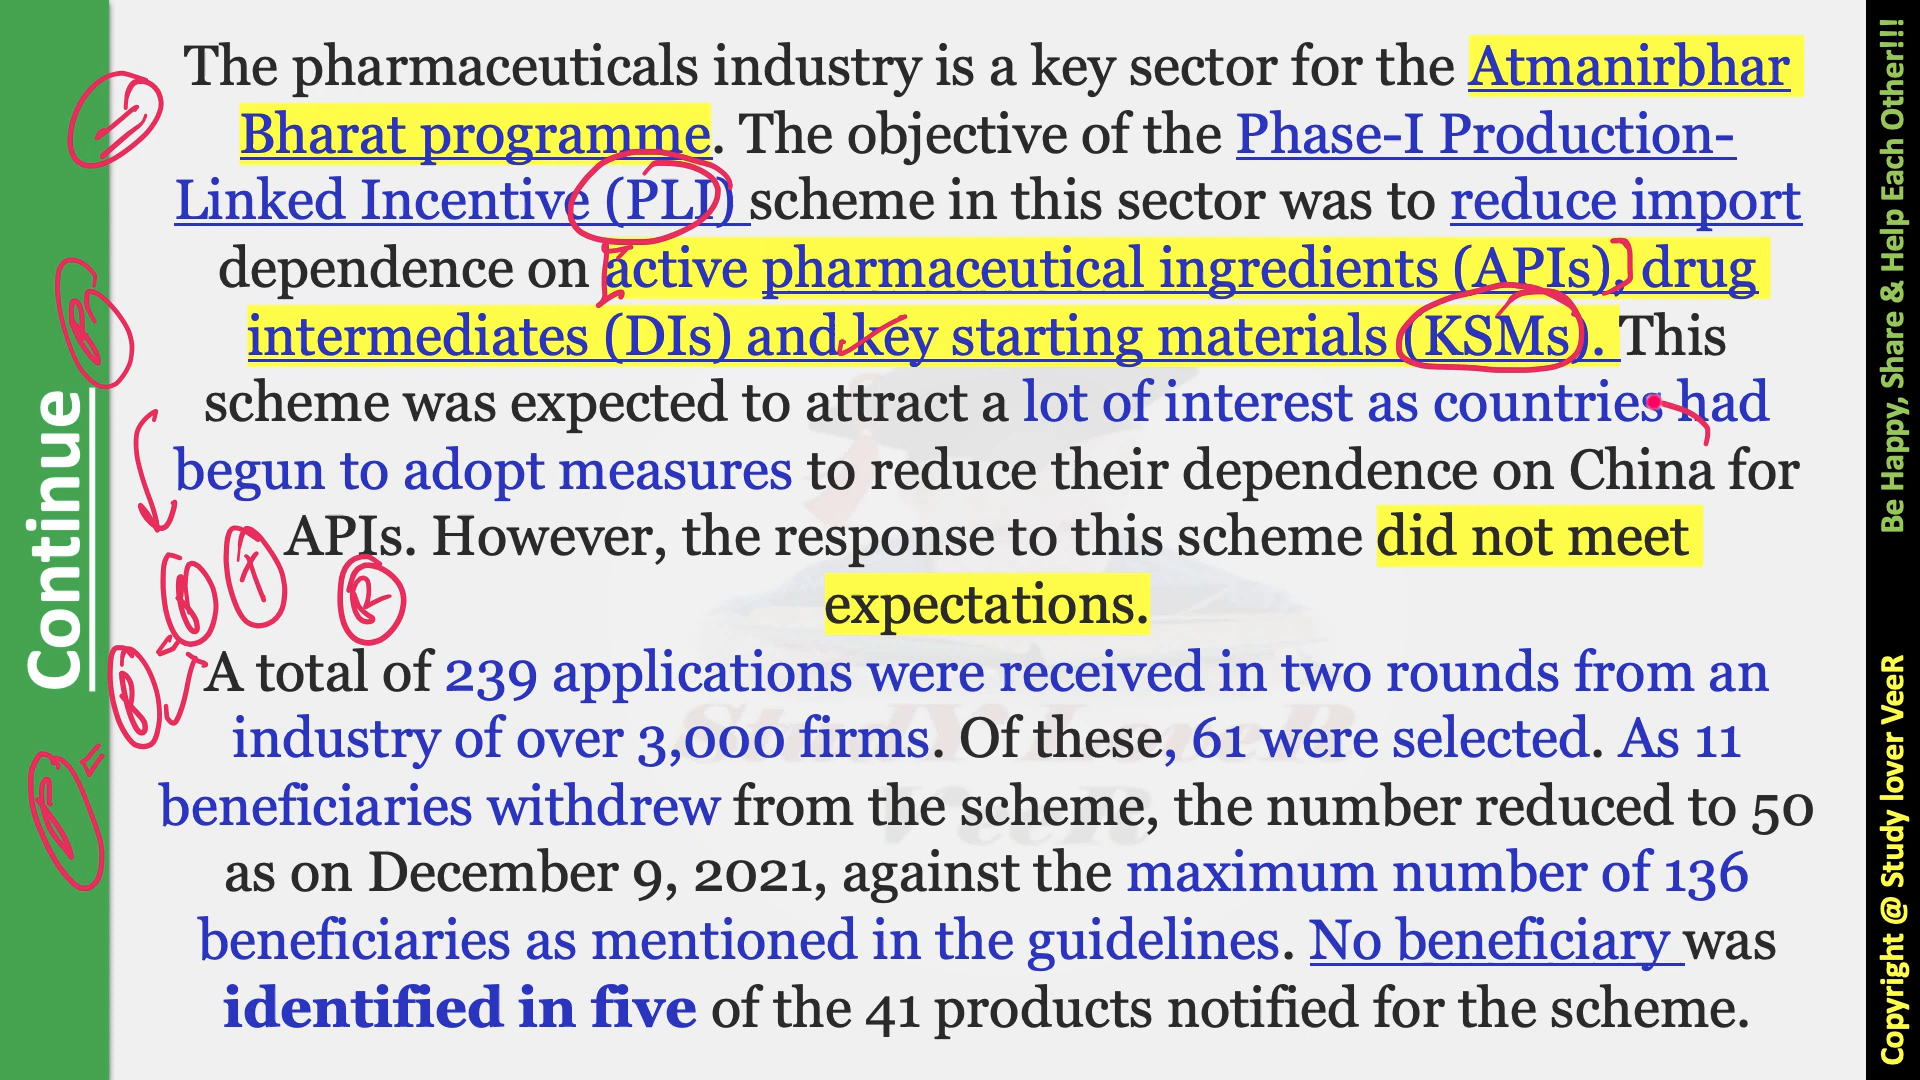 The pharmaceuticals industry is a key sector for the Atmanirbhar
Bharat programme. The objective of the Phase-I Production-
Linked Incentive (PLI) scheme in this sector was to reduce import
dependence on active pharmaceutical ingredients (APIs), drug
intermediates (DIs) and key starting materials (KSMs). This
scheme was expected to attract a lot of interest as countries had
begun to adopt measures to reduce their dependence on China for
APIs. However, the response to this scheme did not meet
expectations.
A total of 239 applications were received in two rounds from an
industry of over 3,000 firms. Of these, 61 were selected. As 11
beneficiaries withdrew from the scheme, the number reduced to 50
as on December 9, 2021, against the maximum number of 136
beneficiaries as mentioned in the guidelines. No beneficiary was
identified in five of the 41 products notified for the scheme.
Continue
StudY LoveR
VeeR
Be Happy, Share & Help Each Other!!!
Copyright @ Study lover VeeR